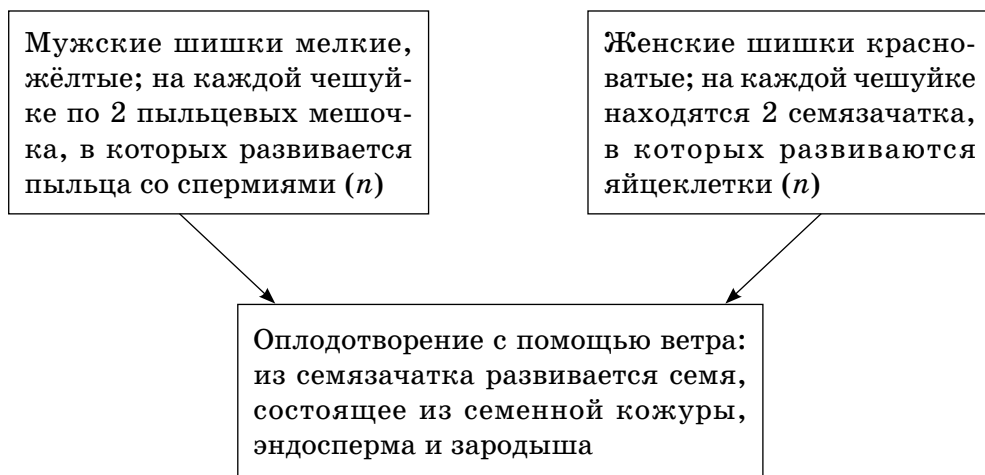 Мужские шишки мелкие,
жёлтые; на каждой чешуй-
ке по 2 пыльцевых мешоч-
ка, в которых развивается
пыльца со спермиями (n)
Женские шишки красно-
ватые; на каждой чешуйке
находятся 2 семязачатка,
в которых развиваются
яйцеклетки (n)
Оплодотворение с помощью ветра:
из семязачатка развивается семя,
состоящее из семенной кожуры,
эндосперма и зародыша